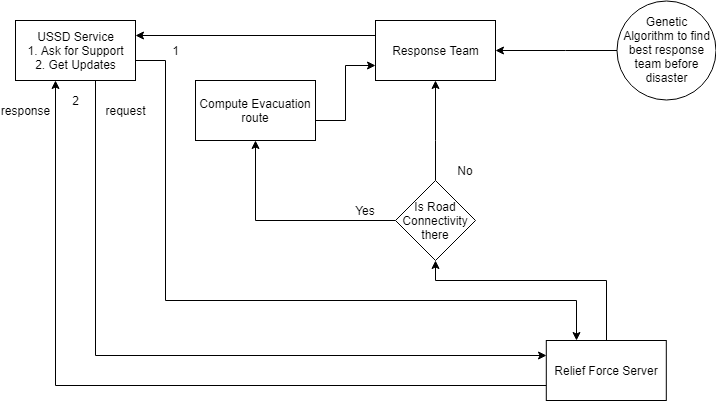 USSD Service
1. Ask for Support
2. Get Updates
1
Response Team
Genetic
Algorithm to find
best response
team before
disaster
Compute Evacuation
route
response
2
request
No
Yes
Is Road
Connectivity
there
Relief Force Server